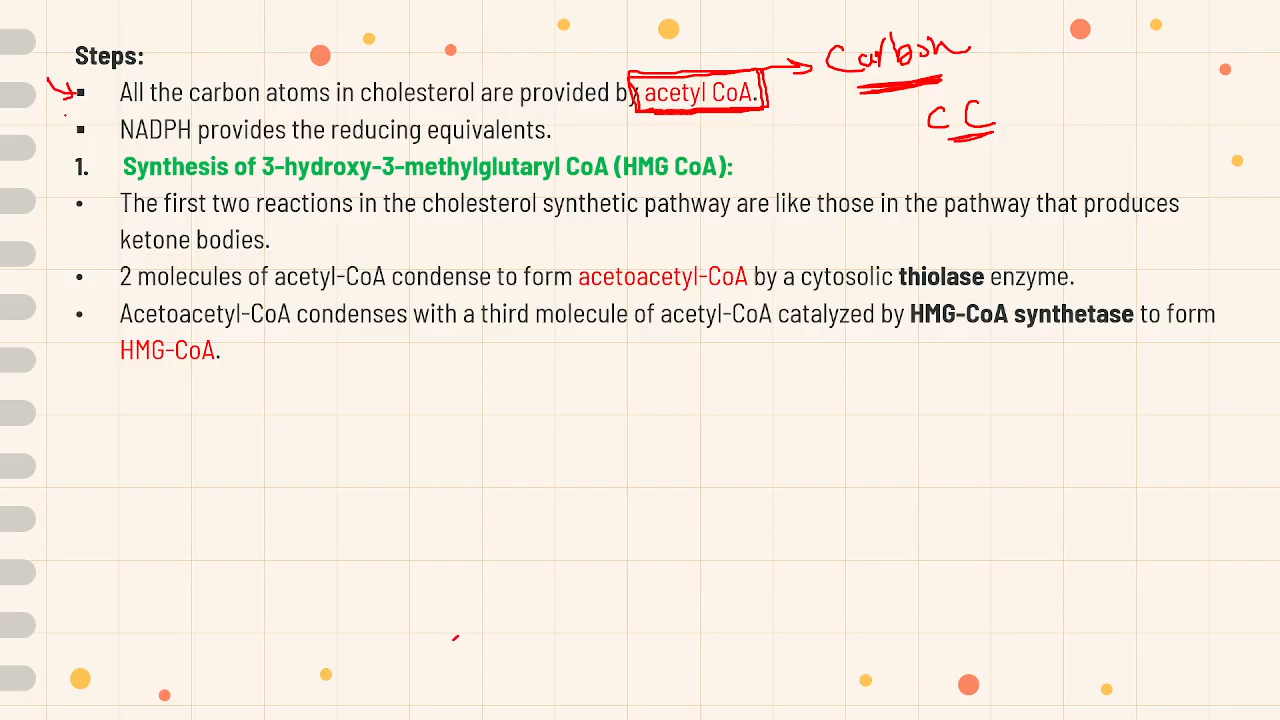 Steps:
Carbon
▪ All the carbon atoms in cholesterol are provided by acetyl CoA.
C C
▪ NADPH provides the reducing equivalents.
1. Synthesis of 3-hydroxy-3-methylglutaryl CoA (HMG CoA):
• The first two reactions in the cholesterol synthetic pathway are like those in the pathway that produces
ketone bodies.
• 2 molecules of acetyl-CoA condense to form acetoacetyl-CoA by a cytosolic thiolase enzyme.
• Acetoacetyl-CoA condenses with a third molecule of acetyl-CoA catalyzed by HMG-CoA synthetase to form
HMG-CoA.